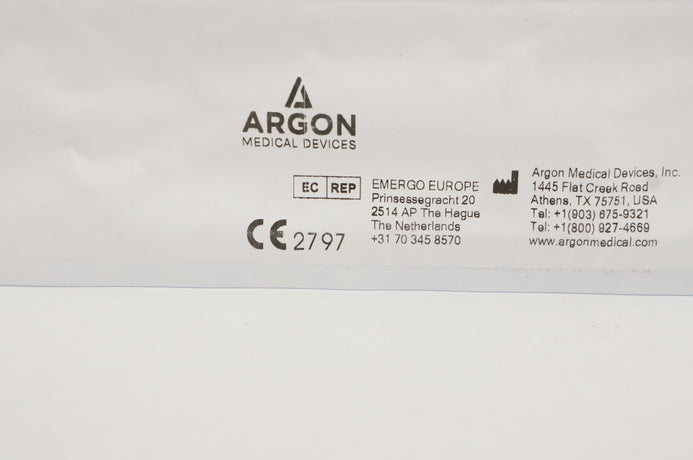 ARGON
MEDICAL DEVICES
EC REP
EMERGO EUROPE
Prinsessegracht 20
2514 AP The Hague
The Netherlands
+31 70 345 8570
CE 2797
Argon Medical Devices, Inc.
1445 Flat Creek Road
Athens, TX 75751, USA
Tel: +1(903) 675-9321
Tel: +1(800) 927-4669
www.argonmedical.com